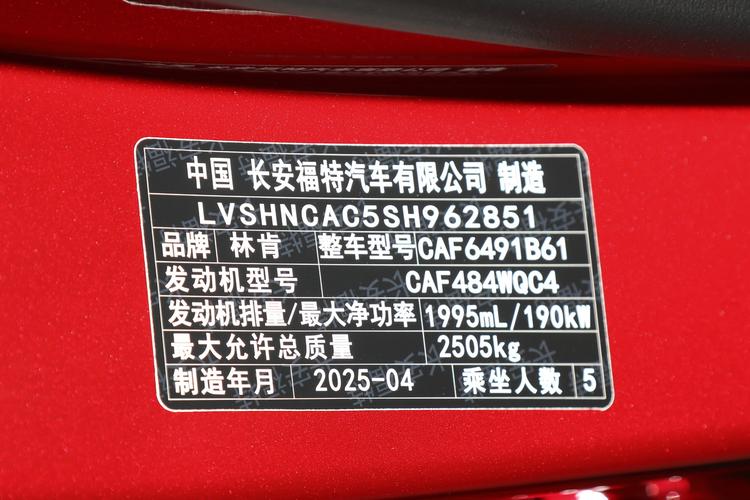 中国 长安福特汽车有限公司 制造
LVSHNCAC5SH962851
品牌 林肯 整车型号 CAF6491B61
发动机型号 CAF484WQC4
发动机排量/最大净功率 1995mL/190kW
最大允许总质量 2505kg
制造年月 2025-04 乘坐人数 5